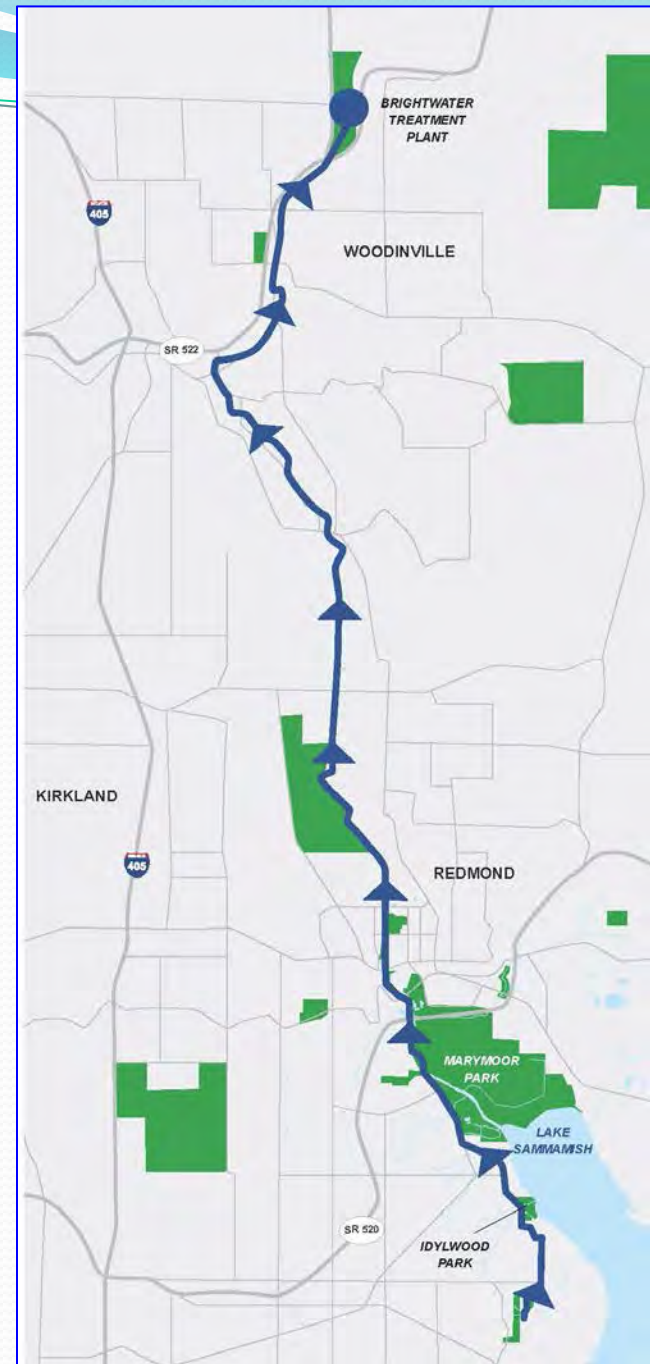 BRIGHTWATER
TREATMENT
PLANT
405
WOODINVILLE
SR 522
KIRKLAND
405
REDMOND
MARYMOOR
PARK
LAKE
SAMMAMISH
SR 520
IDYLWOOD
PARK